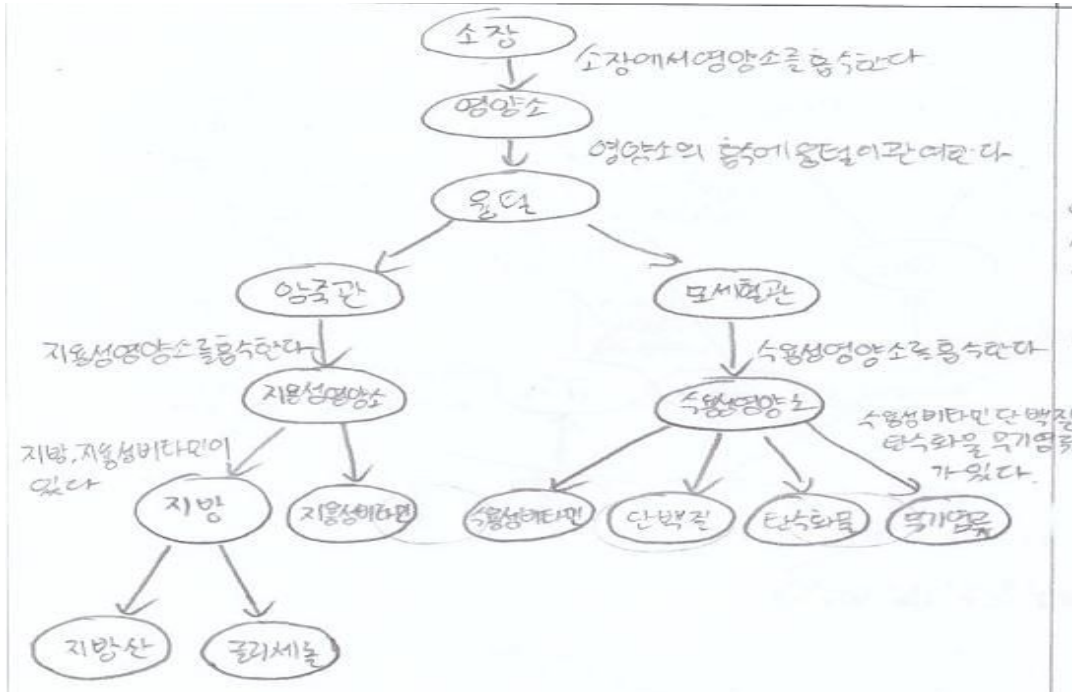 소장
소장에서영양소를흡수한다
영양소
영양소의 흡수에 융털이관여한다
융털
암죽관
모세혈관
지용성영양소를흡수한다
수용성영양소를흡수한다
지용성영양소
수용성영양소
지방,지용성비타민이
있다
수용성비타민 단백질
탄수화물 무기염류
가 있다.
지방
지용성비타민
수용성비타민
단백질
탄수화물
무기염류
지방산
글리세롤